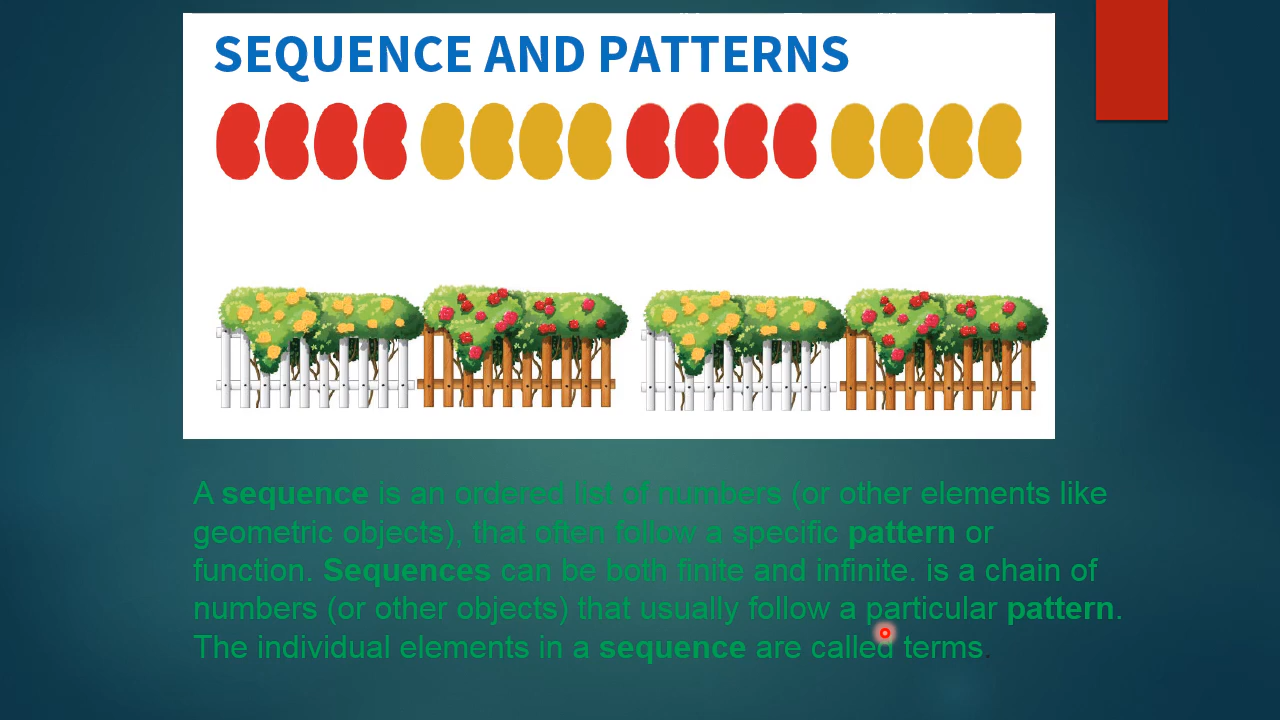 SEQUENCE AND PATTERNS
A sequence is an ordered list of numbers (or other elements like
geometric objects), that often follow a specific pattern or
function. Sequences can be both finite and infinite. is a chain of
numbers (or other objects) that usually follow a particular pattern.
The individual elements in a sequence are called terms.